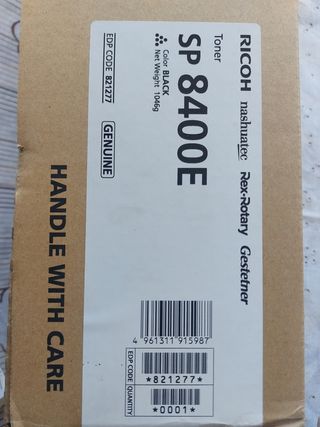 RICOH nashuatec Rex-Rotary Gestetner
Toner
SP 8400E
Color BLACK
Net Weight 1046g
EDP CODE 821277
GENUINE
4 961311 915987
EDP CODE
*821277*
QUANTITY
*0001*
HANDLE WITH CARE